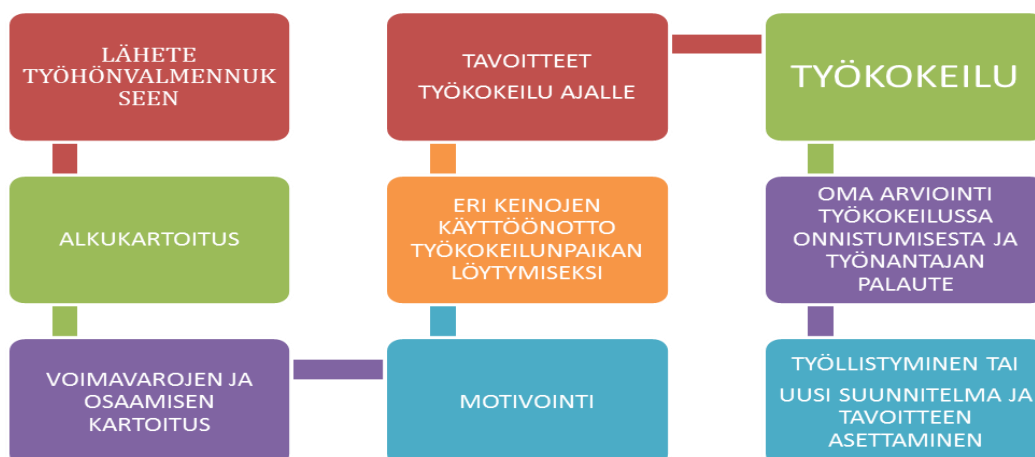 LÄHETE
TYÖHÖNVALMENNUK
SEEN
ALKUKARTOITUS
VOIMAVAROJEN JA
OSAAMISEN
KARTOITUS
MOTIVOINTI
ERI KEINOJEN
KÄYTTÖÖNOTTO
TYÖKOKEILUNPAIKAN
LÖYTYMISEKSI
TAVOITTEET
TYÖKOKEILU AJALLE
TYÖKOKEILU
OMA ARVIOINTI
TYÖKOKEILUSSA
ONNISTUMISESTA JA
TYÖNANTAJAN
PALAUTE
TYÖLLISTYMINEN TAI
UUSI SUUNNITELMA JA
TAVOITTEEN
ASETTAMINEN